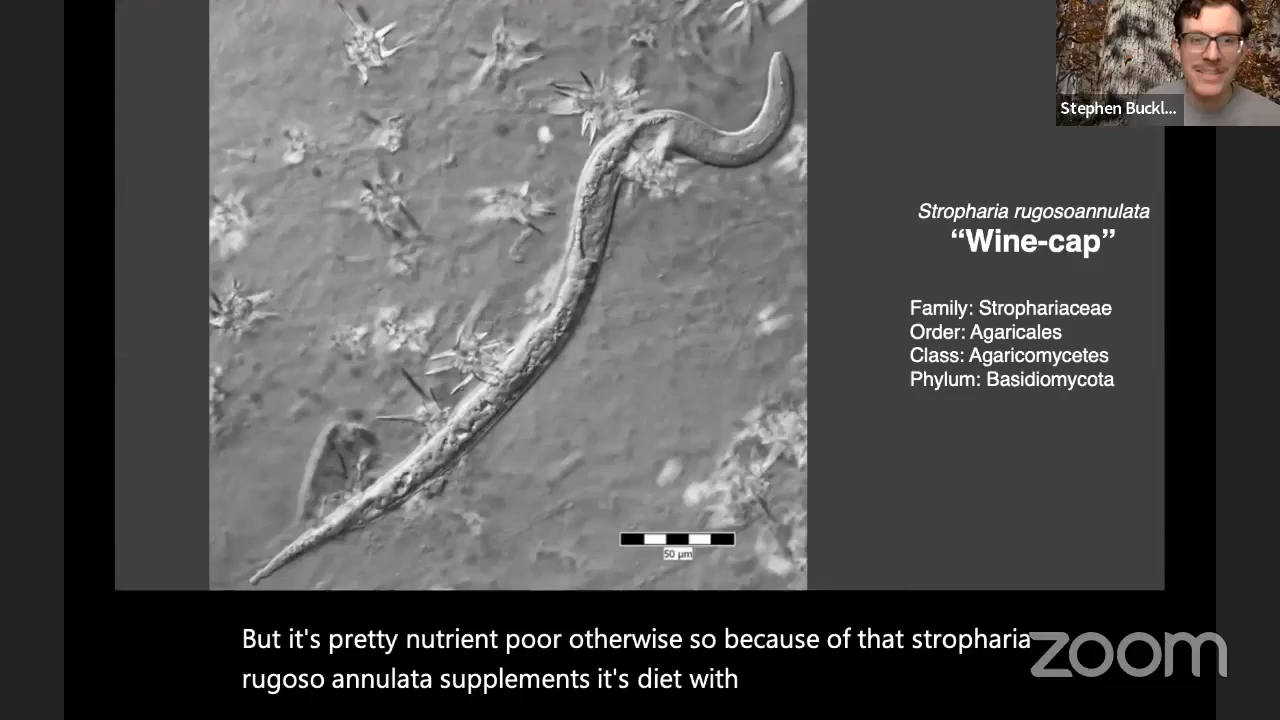 Stephen Buckl...
Stropharia rugosoannulata
“Wine-cap”
Family: Strophariaceae
Order: Agaricales
Class: Agaricomycetes
Phylum: Basidiomycota
50 µm
But it's pretty nutrient poor otherwise so because of that stropharia
rugoso annulata supplements it's diet with
zoom